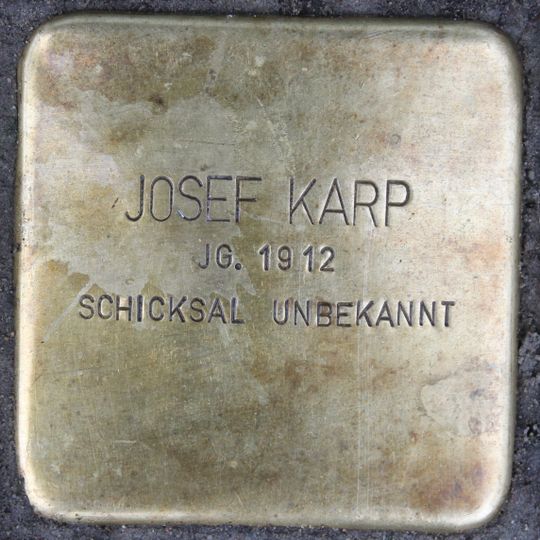 JOSEF KARP
JG. 1912
SCHICKSAL UNBEKANNT